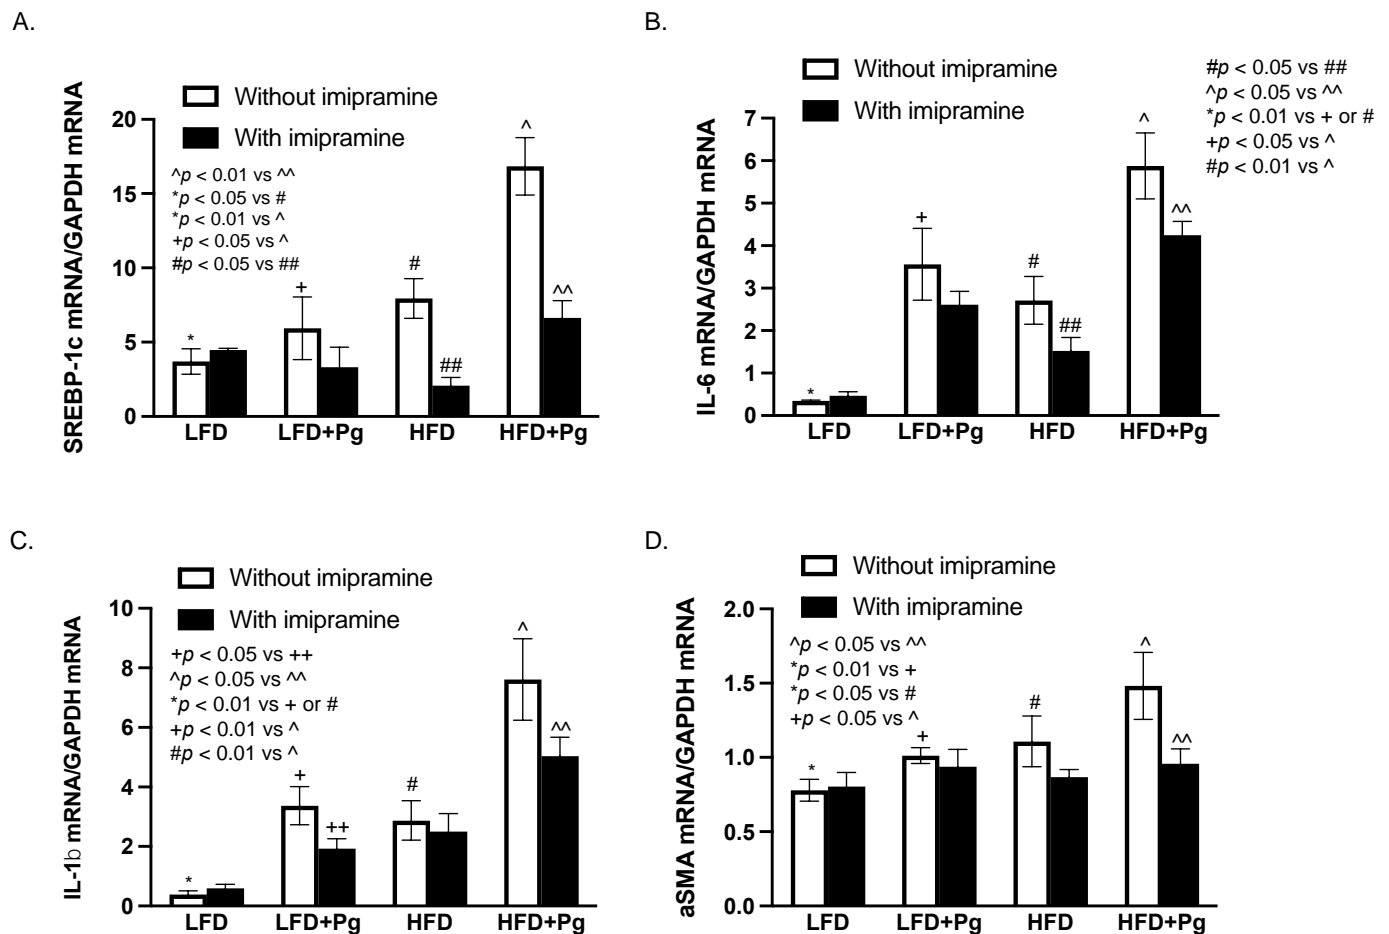 A.
Without imipramine
With imipramine
^p < 0.01 vs ^^
*p < 0.05 vs #
*p < 0.01 vs ^
+p < 0.05 vs ^
#p < 0.05 vs ##
SREBP-1c mRNA/GAPDH mRNA
20
15
10
5
0
*
+
#
##
^
^^
LFD
LFD+Pg
HFD
HFD+Pg
B.
Without imipramine
With imipramine
#p < 0.05 vs ##
^p < 0.05 vs ^^
*p < 0.01 vs + or #
+p < 0.05 vs ^
#p < 0.01 vs ^
IL-6 mRNA/GAPDH mRNA
7
6
5
4
3
2
1
0
*
+
#
##
^
^^
LFD
LFD+Pg
HFD
HFD+Pg
C.
Without imipramine
With imipramine
+p < 0.05 vs ++
^p < 0.05 vs ^^
*p < 0.01 vs + or #
+p < 0.01 vs ^
#p < 0.01 vs ^
IL-1b mRNA/GAPDH mRNA
10
8
6
4
2
0
*
+
++
#
^
^^
LFD
LFD+Pg
HFD
HFD+Pg
D.
Without imipramine
With imipramine
^p < 0.05 vs ^^
*p < 0.01 vs +
*p < 0.05 vs #
+p < 0.05 vs ^
aSMA mRNA/GAPDH mRNA
2.0
1.5
1.0
0.5
0.0
*
+
#
^
^^
LFD
LFD+Pg
HFD
HFD+Pg